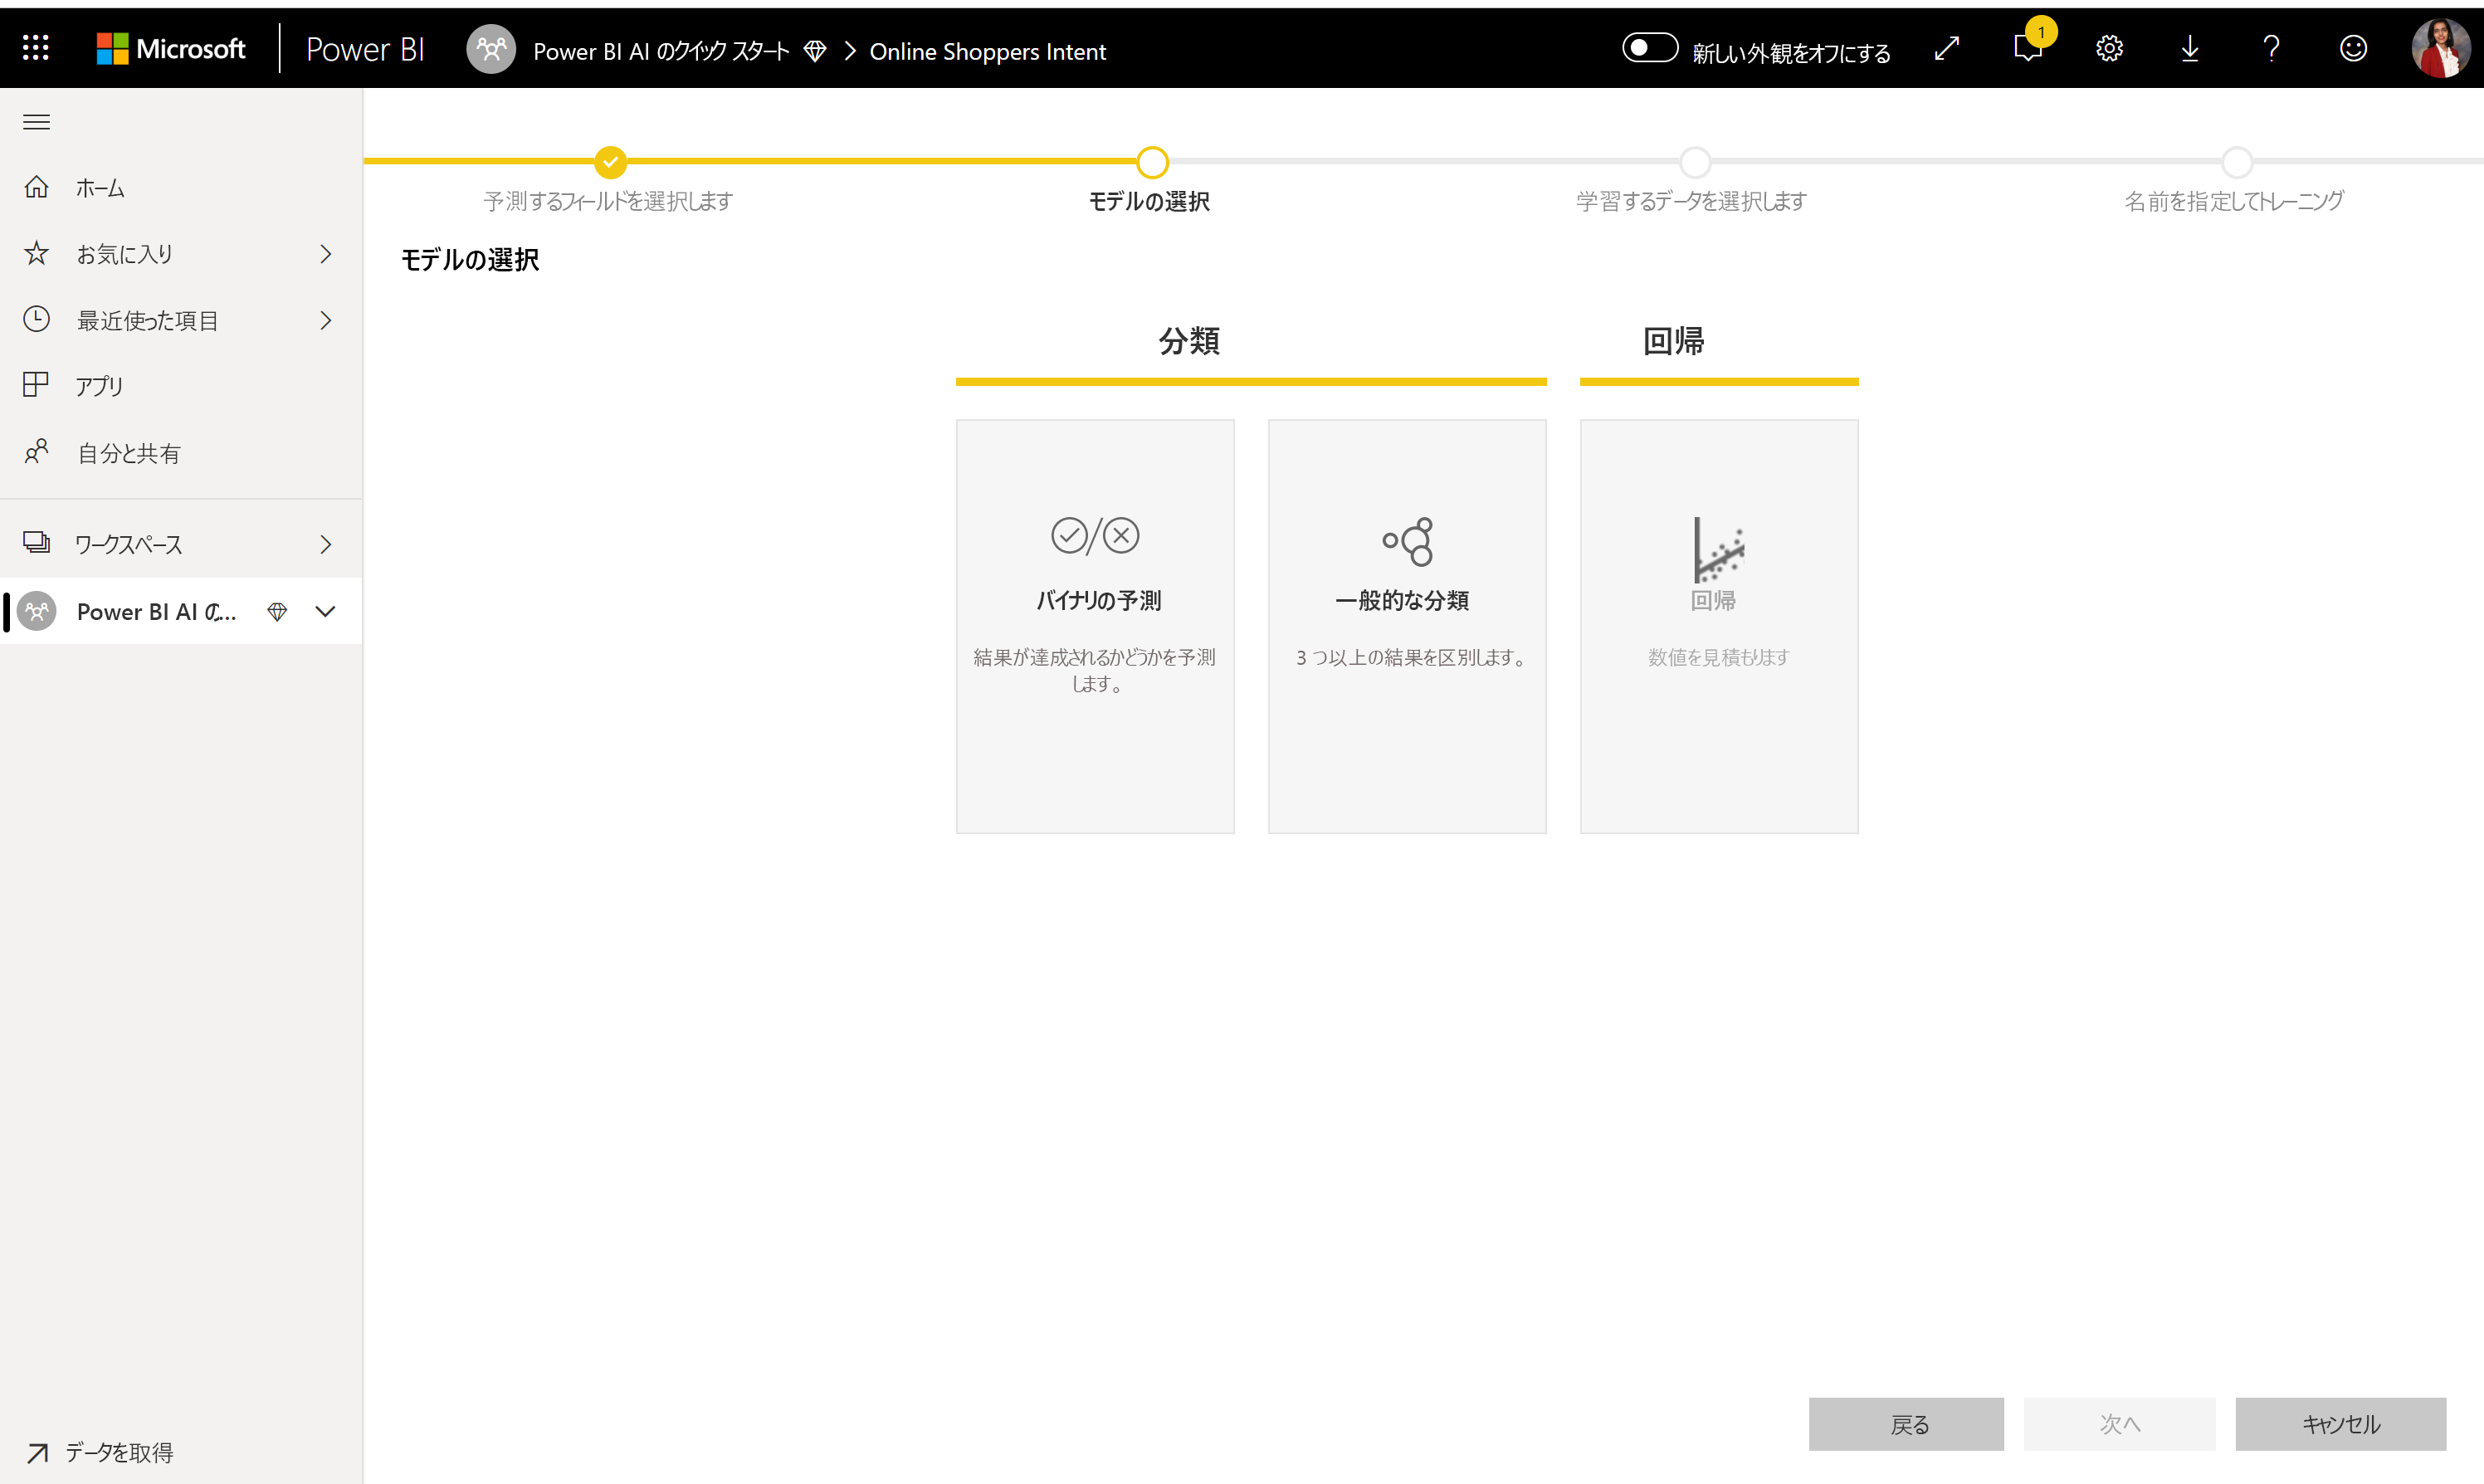 Microsoft
Power BI
Power BI AI のクイック スタート
Online Shoppers Intent
新しい外観をオフにする
1
ホーム
お気に入り
最近使った項目
アプリ
自分と共有
ワークスペース
Power BI AI の...
データを取得
予測するフィールドを選択します
モデルの選択
学習するデータを選択します
名前を指定してトレーニング
モデルの選択
分類
回帰
バイナリの予測
結果が達成されるかどうかを予測
します。
一般的な分類
3 つ以上の結果を区別します。
回帰
数値を見積もります
戻る
次へ
キャンセル